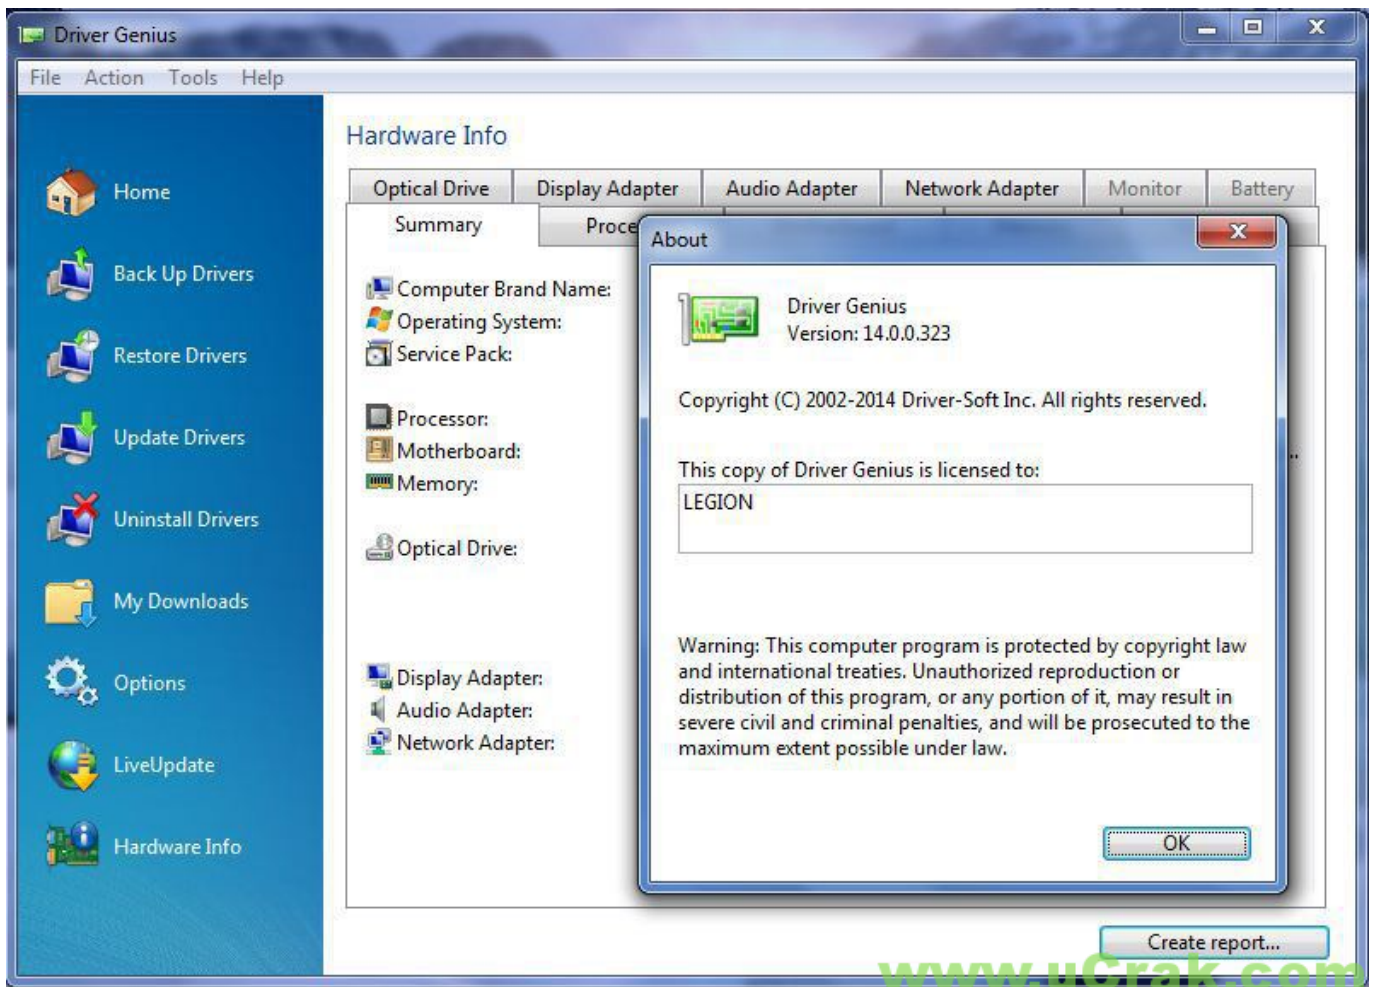 Driver Genius
File Action Tools Help
Home
Back Up Drivers
Restore Drivers
Update Drivers
Uninstall Drivers
My Downloads
Options
LiveUpdate
Hardware Info
Hardware Info
Optical Drive Display Adapter Audio Adapter Network Adapter Monitor Battery
Summary
Computer Brand Name:
Operating System:
Service Pack:
Processor:
Motherboard:
Memory:
Optical Drive:
Display Adapter:
Audio Adapter:
Network Adapter:
About
Driver Genius
Version: 14.0.0.323
Copyright (C) 2002-2014 Driver-Soft Inc. All rights reserved.
This copy of Driver Genius is licensed to:
LEGION
Warning: This computer program is protected by copyright law
and international treaties. Unauthorized reproduction or
distribution of this program, or any portion of it, may result in
severe civil and criminal penalties, and will be prosecuted to the
maximum extent possible under law.
OK
Create report...
www.uCrak.com